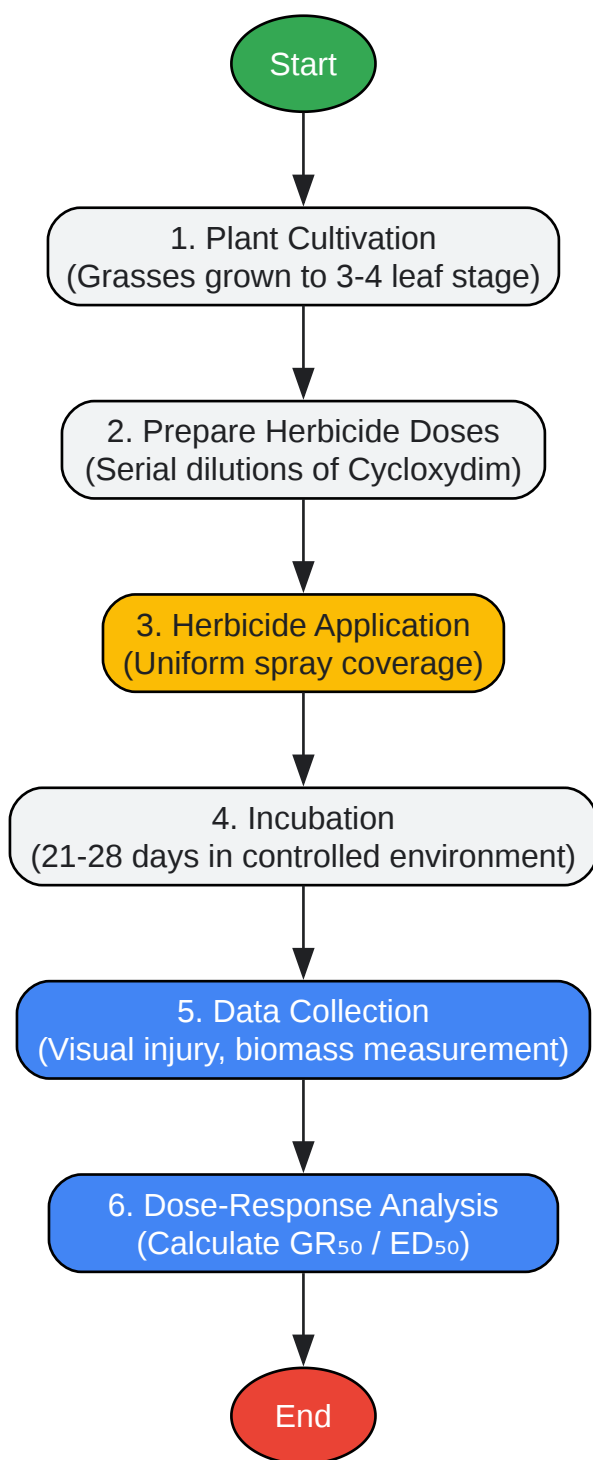 Start
1. Plant Cultivation
(Grasses grown to 3-4 leaf stage)
2. Prepare Herbicide Doses
(Serial dilutions of Cycloxydim)
3. Herbicide Application
(Uniform spray coverage)
4. Incubation
(21-28 days in controlled environment)
5. Data Collection
(Visual injury, biomass measurement)
6. Dose-Response Analysis
(Calculate GR₅₀ / ED₅₀)
End